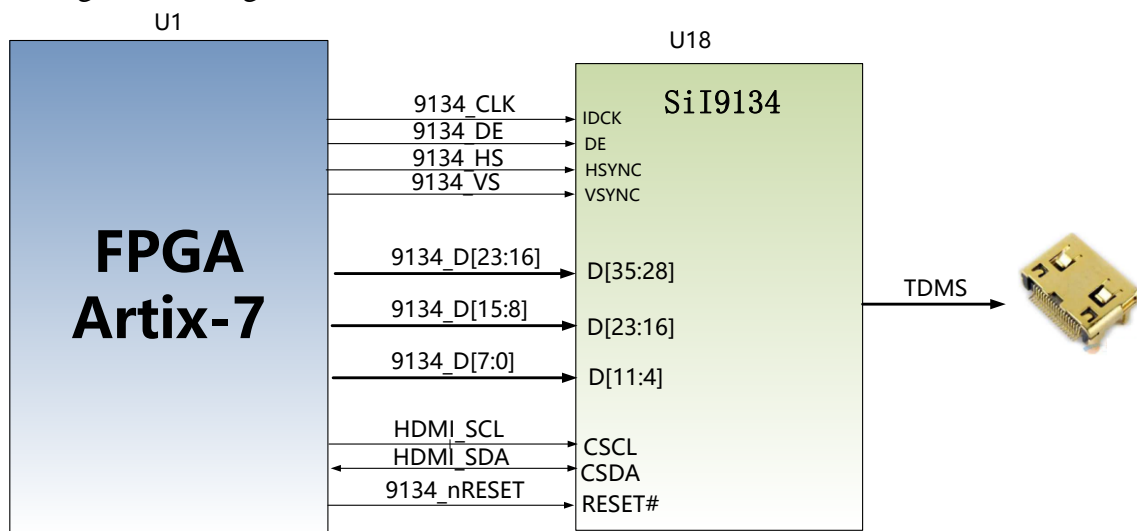 U1
U18
FPGA
Artix-7
SiI9134
9134_CLK
IDCK
9134_DE
DE
9134_HS
HSYNC
9134_VS
VSYNC
9134_D[23:16]
D[35:28]
9134_D[15:8]
D[23:16]
9134_D[7:0]
D[11:4]
TDMS
HDMI_SCL
CSCL
HDMI_SDA
CSDA
9134_nRESET
RESET#